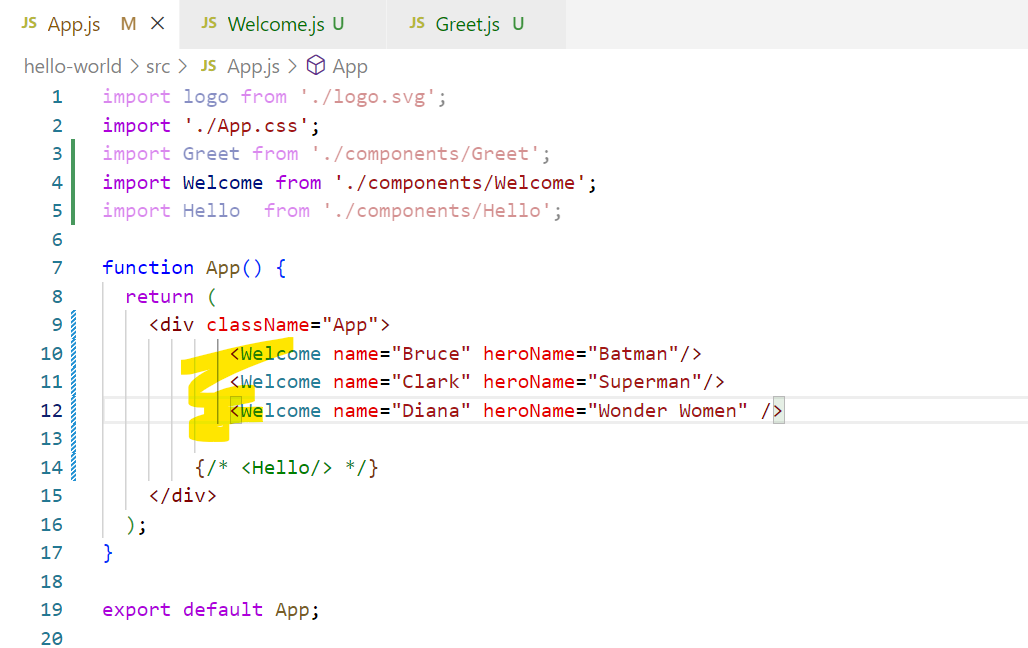 JS App.js M × JS Welcome.js U JS Greet.js U
hello-world > src > JS App.js > App
1 import logo from './logo.svg';
2 import './App.css';
3 import Greet from './components/Greet';
4 import Welcome from './components/Welcome';
5 import Hello  from './components/Hello';
6
7 function App() {
8   return (
9     <div className="App">
10            <Welcome name="Bruce" heroName="Batman"/>
11            <Welcome name="Clark" heroName="Superman"/>
12            <Welcome name="Diana" heroName="Wonder Women" />
13
14         {/* <Hello/> */}
15     </div>
16   );
17 }
18
19 export default App;
20